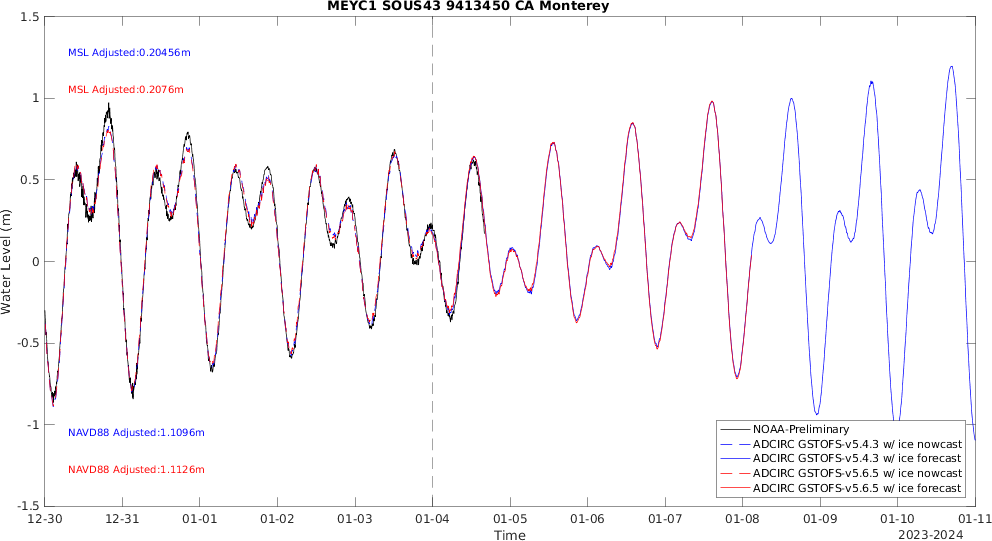 MEYC1 SOUS43 9413450 CA Monterey
1.5
1
0.5
0
-0.5
-1
-1.5
Water Level (m)
MSL Adjusted:0.20456m
MSL Adjusted:0.2076m
NAVD88 Adjusted:1.1096m
NAVD88 Adjusted:1.1126m
NOAA-Preliminary
ADCIRC GSTOFS-v5.4.3 w/ ice nowcast
ADCIRC GSTOFS-v5.4.3 w/ ice forecast
ADCIRC GSTOFS-v5.6.5 w/ ice nowcast
ADCIRC GSTOFS-v5.6.5 w/ ice forecast
12-30 12-31 01-01 01-02 01-03 01-04 01-05 01-06 01-07 01-08 01-09 01-10 01-11
Time
2023-2024